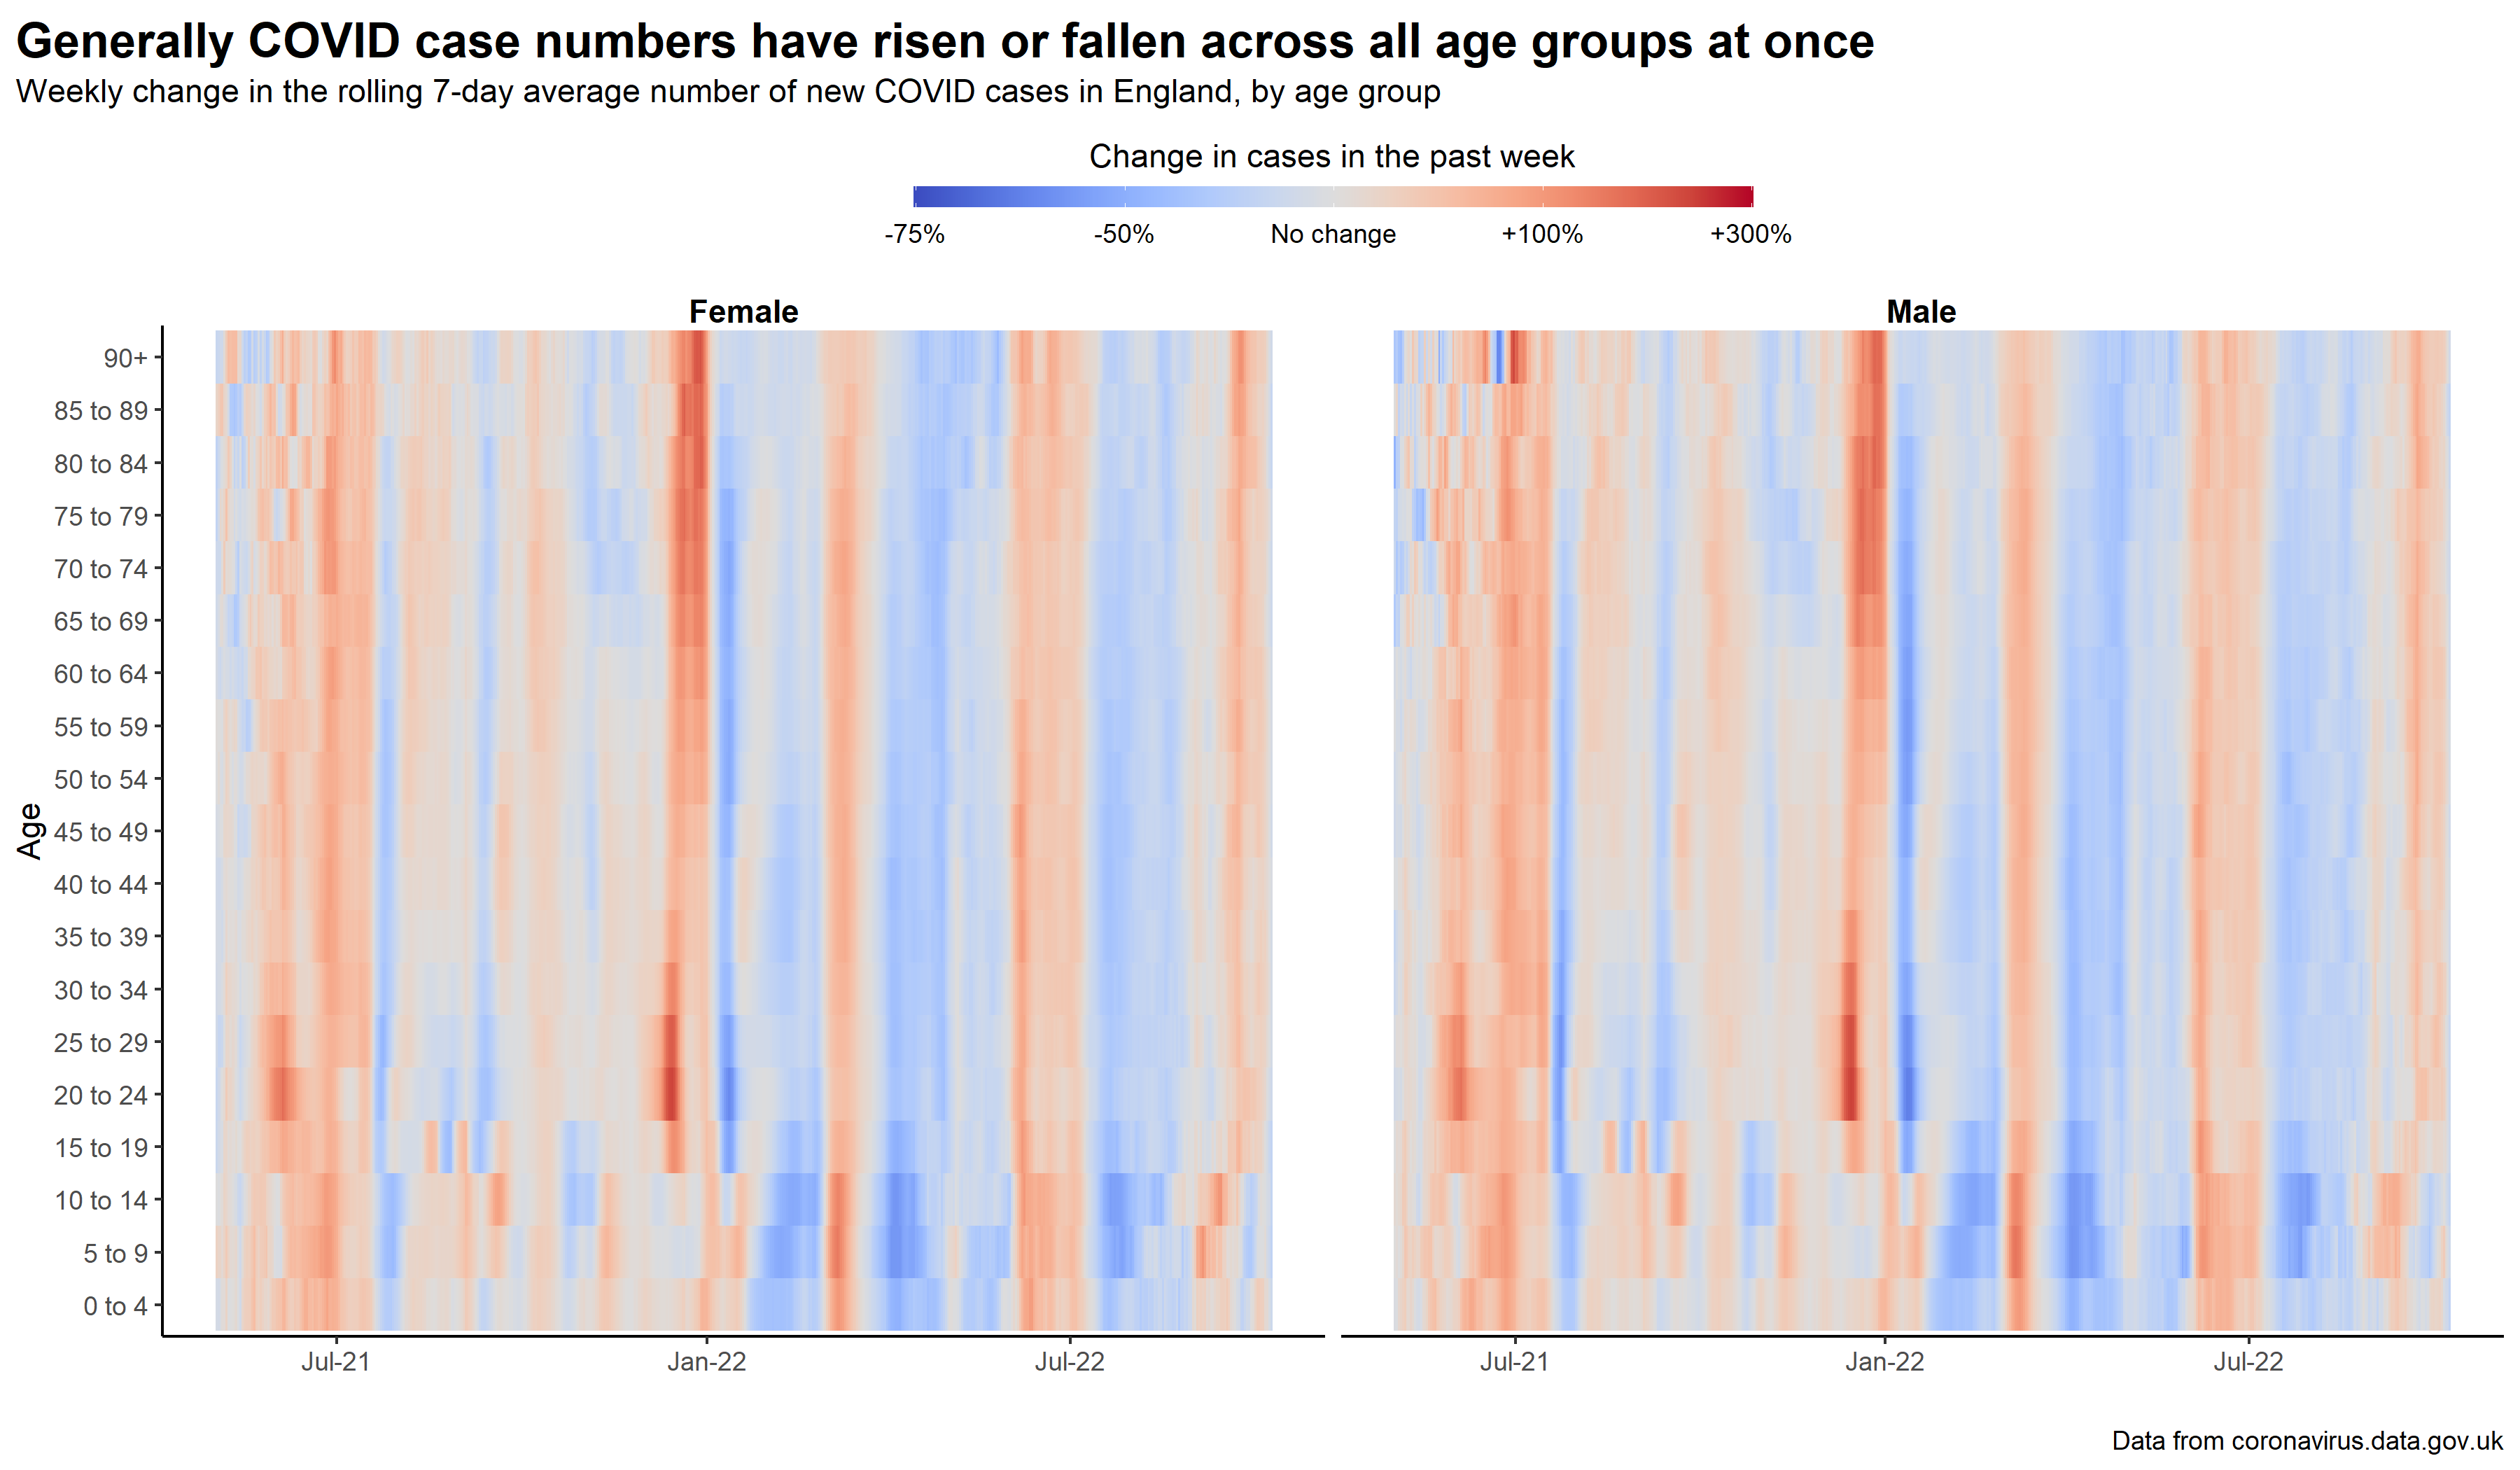 Generally COVID case numbers have risen or fallen across all age groups at once
Weekly change in the rolling 7-day average number of new COVID cases in England, by age group
Change in cases in the past week
-75% -50% No change +100% +300%
Female Male
90+
85 to 89
80 to 84
75 to 79
70 to 74
65 to 69
60 to 64
55 to 59
50 to 54
45 to 49
40 to 44
35 to 39
30 to 34
25 to 29
20 to 24
15 to 19
10 to 14
5 to 9
0 to 4
Age
Jul-21 Jan-22 Jul-22 Jul-21 Jan-22 Jul-22
Data from coronavirus.data.gov.uk